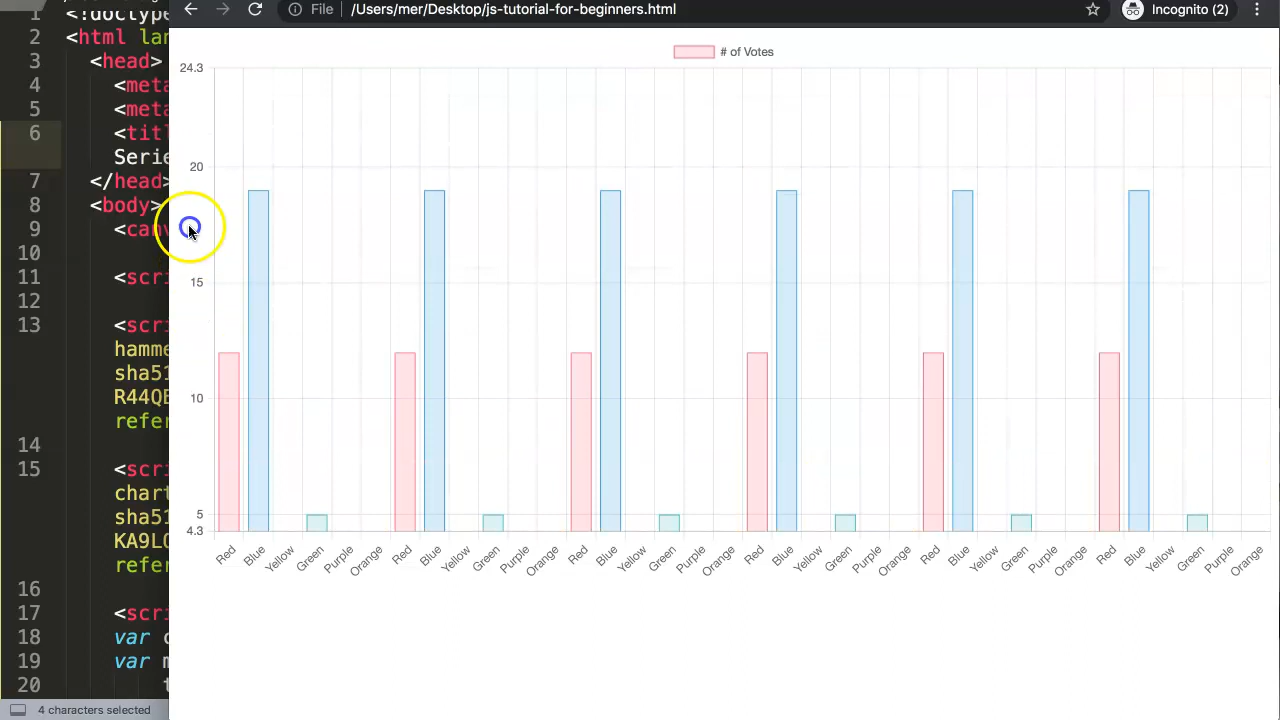 File /Users/mer/Desktop/js-tutorial-for-beginners.html Incognito (2)
1 <!doctype
2 <html lan
3 <head>
4 <meta
5 <meta
6 <titl
Serie
7 </head>
8 <body>
9 <canv
10
11 <scri
12
13 <scri
hamme
sha51
R44QE
refer
14
15 <scri
chart
sha51
KA9LO
refer
16
17 <scri
18 var c
19 var m
20 t
4 characters selected
# of Votes
24.3
20
15
10
5
4.3
Red Blue Yellow Green Purple Orange Red Blue Yellow Green Purple Orange Red Blue Yellow Green Purple Orange Red Blue Yellow Green Purple Orange Red Blue Yellow Green Purple Orange Red Blue Yellow Green Purple Orange